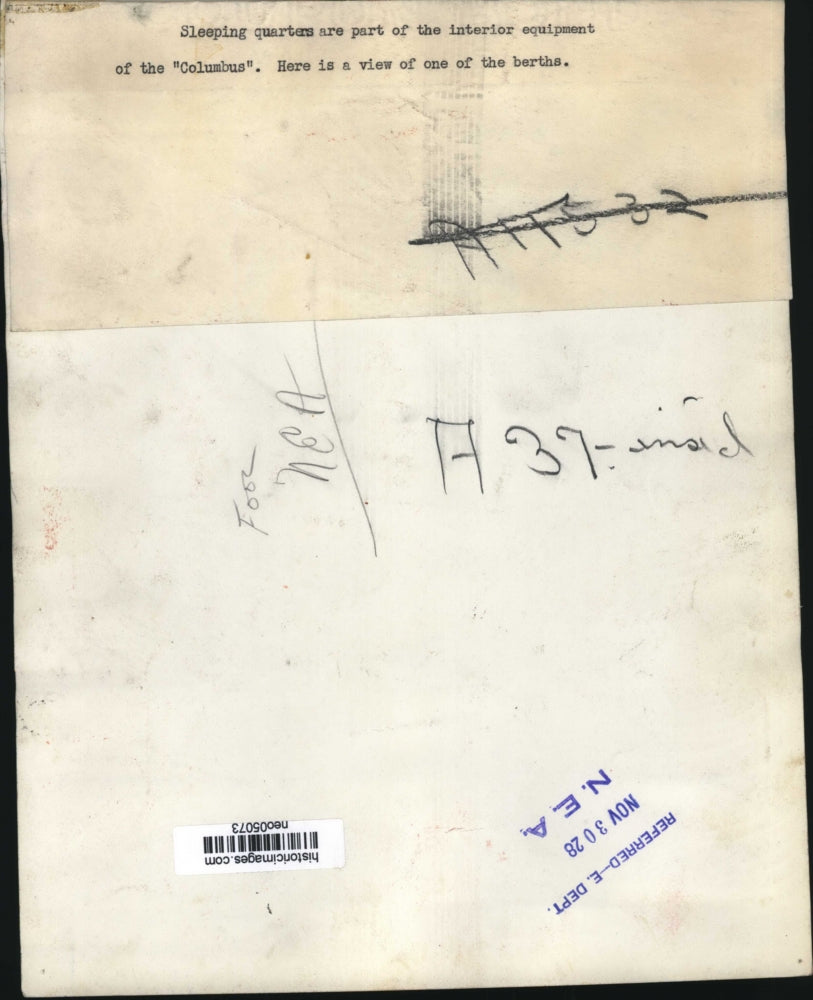 Sleeping quarters are part of the interior equipment
of the "Columbus".  Here is a view of one of the berths.
NEA
A 37-
N. E. A.
NOV 30 28
REFERRED-E. DEPT.
historicimages.com
neo05073